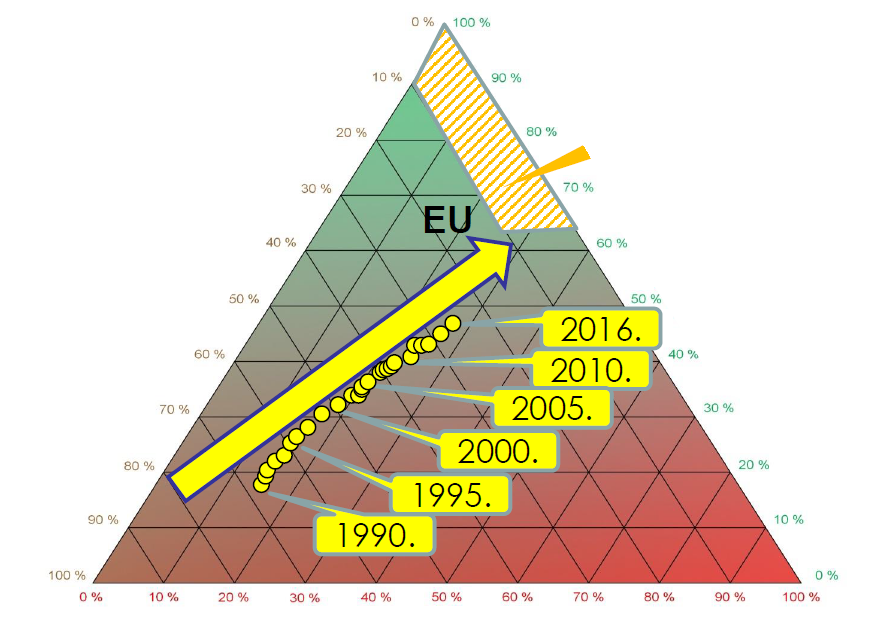 0 % 100 %
10 % 90 %
20 % 80 %
30 % 70 %
EU
40 % 60 %
50 % 50 %
2016.
60 % 40 %
2010.
2005.
70 % 30 %
2000.
80 % 20 %
1995.
90 % 10 %
1990.
100 % 0 %
0 % 10 % 20 % 30 % 40 % 50 % 60 % 70 % 80 % 90 % 100 %